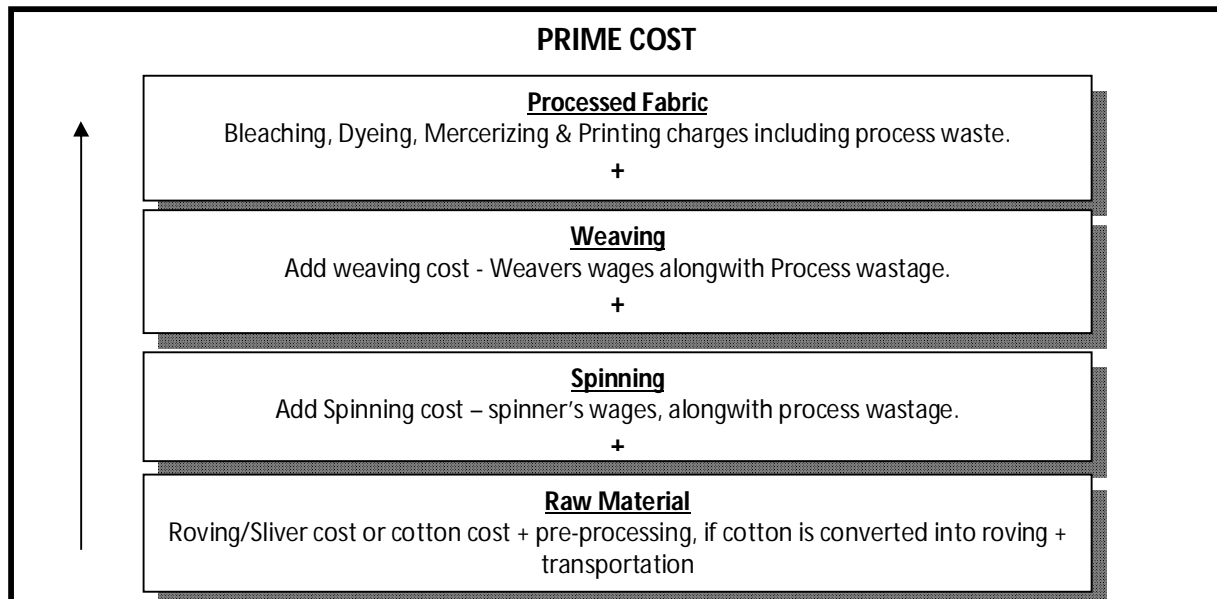 PRIME COST
Processed Fabric
Bleaching, Dyeing, Mercerizing & Printing charges including process waste.
+
Weaving
Add weaving cost - Weavers wages alongwith Process wastage.
+
Spinning
Add Spinning cost – spinner's wages, alongwith process wastage.
+
Raw Material
Roving/Sliver cost or cotton cost + pre-processing, if cotton is converted into roving +
transportation